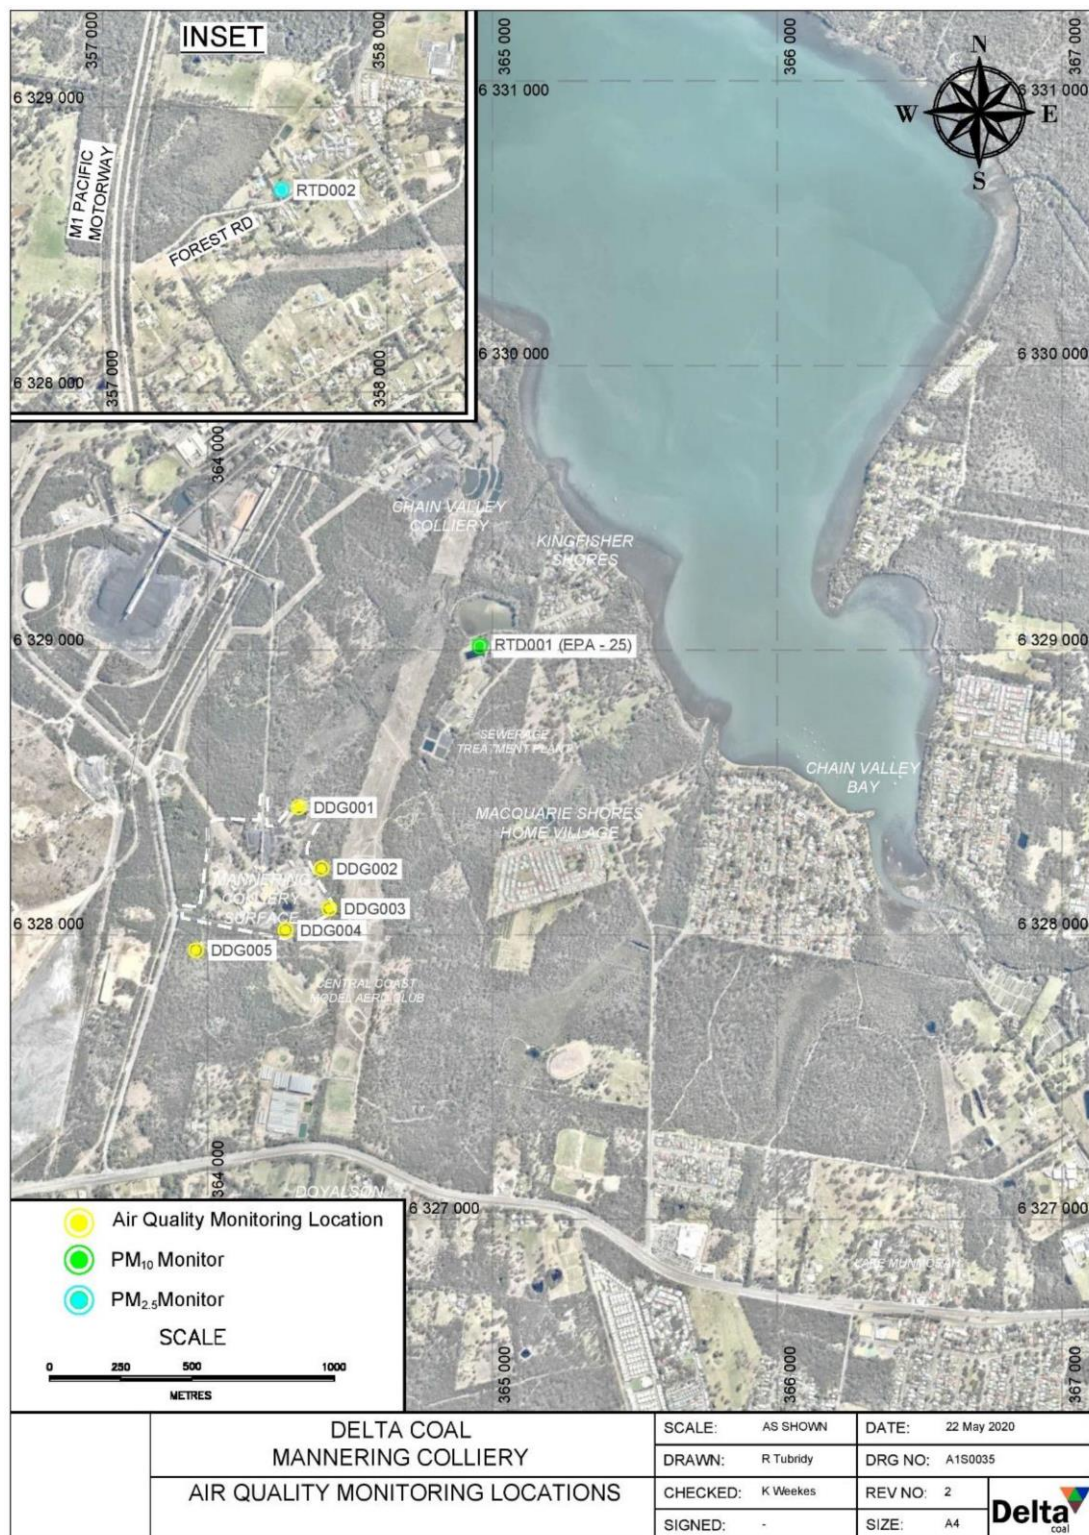 INSET
357 000
358 000
6 329 000
M1 PACIFIC
MOTORWAY
RTD002
FOREST RD
6 328 000
357 000
358 000
365 000
366 000
367 000
6 331 000
6 331 000
N
W
E
S
6 330 000
6 330 000
364 000
CHAIN VALLEY
COLLIERY
KINGFISHER
SHORES
6 329 000
RTD001 (EPA - 25)
6 329 000
SEWERAGE
TREATMENT PLANT
CHAIN VALLEY
BAY
DDG001
MACQUARIE SHORES
HOME VILLAGE
DDG002
MANNERING
COLLIERY
SURFACE
DDG003
6 328 000
DDG004
6 328 000
DDG005
CENTRAL COAST
MODEL AERO CLUB
364 000
DOYALSON
6 327 000
6 327 000
LAKE MUNMORAH
365 000
366 000
367 000
Air Quality Monitoring Location
PM₁₀ Monitor
PM₂.₅Monitor
SCALE
0 250 500 1000
METRES
DELTA COAL
MANNERING COLLIERY
AIR QUALITY MONITORING LOCATIONS
SCALE: AS SHOWN
DATE: 22 May 2020
DRAWN: R Tubridy
DRG NO: A1S0035
CHECKED: K Weekes
REV NO: 2
SIGNED: -
SIZE: A4
Delta
coal